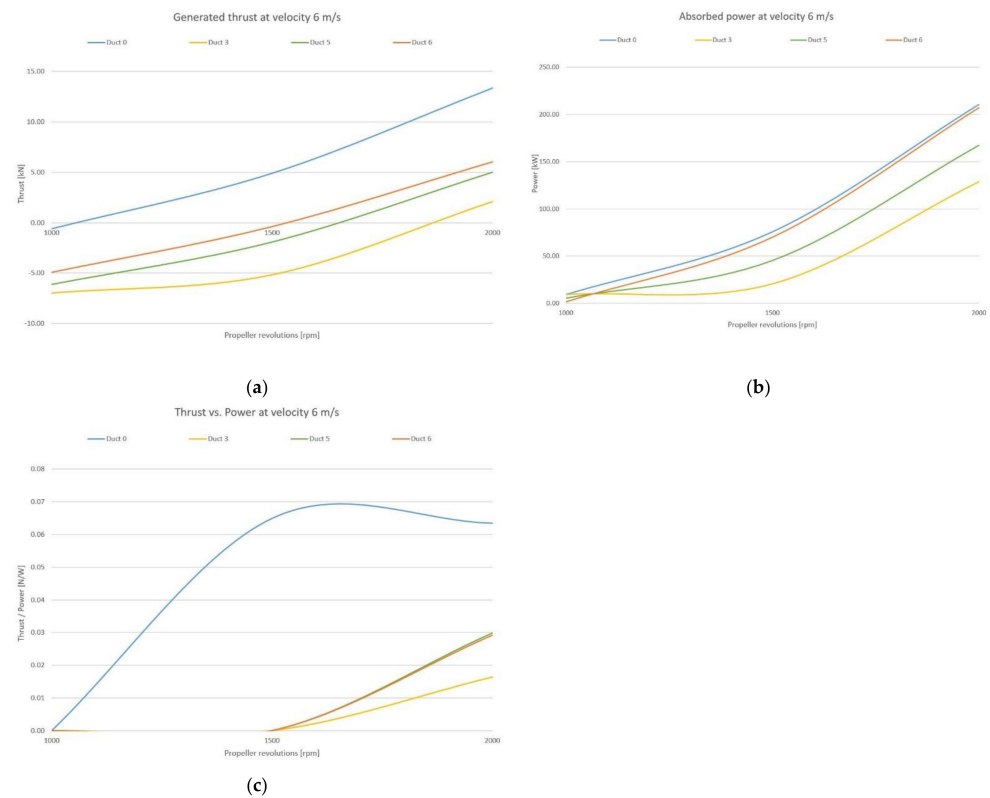 Generated thrust at velocity 6 m/s
Duct 0 Duct 3 Duct 5 Duct 6
15.00
10.00
5.00
0.00
-5.00
-10.00
Thrust [kN]
1000 1500 2000
Propeller revolutions [rpm]
(a)
Absorbed power at velocity 6 m/s
Duct 0 Duct 3 Duct 5 Duct 6
250.00
200.00
150.00
100.00
50.00
0.00
Power [kW]
1000 1500 2000
Propeller revolutions [rpm]
(b)
Thrust vs. Power at velocity 6 m/s
Duct 0 Duct 3 Duct 5 Duct 6
0.08
0.07
0.06
0.05
0.04
0.03
0.02
0.01
0.00
Thrust / Power [N/W]
1000 1500 2000
Propeller revolutions [rpm]
(c)